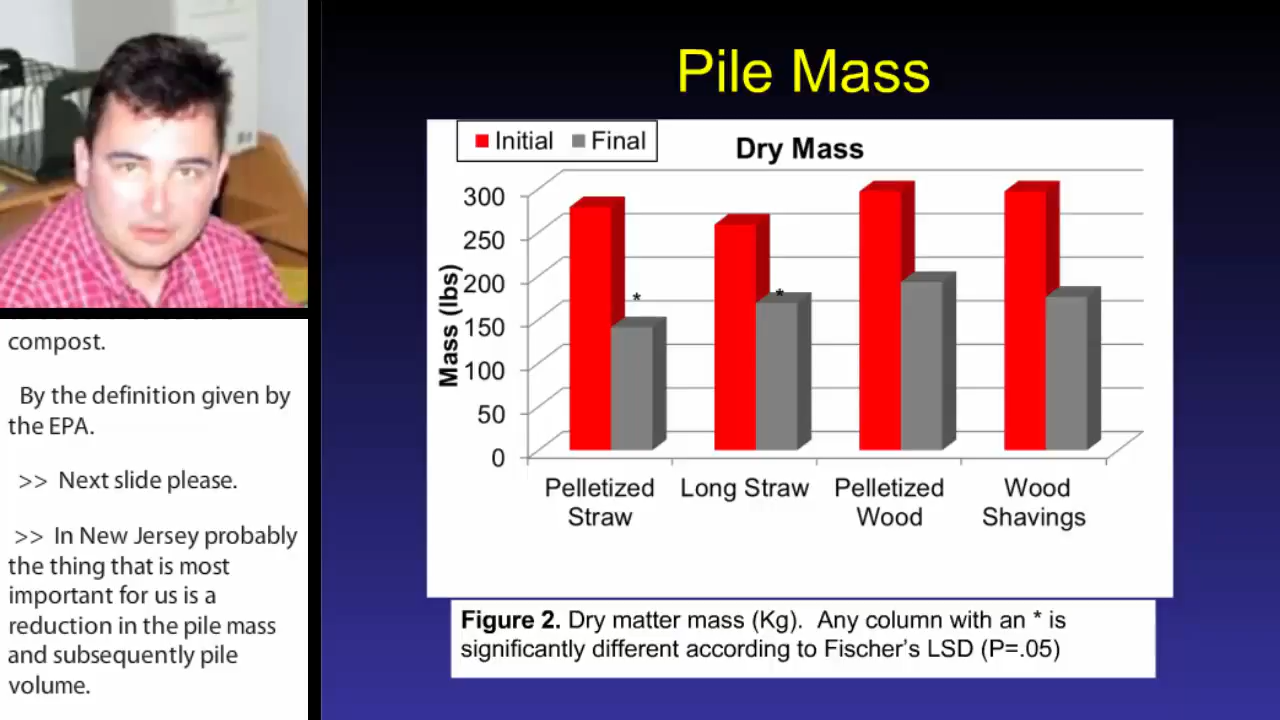 compost.
By the definition given by
the EPA.
>> Next slide please.
>> In New Jersey probably
the thing that is most
important for us is a
reduction in the pile mass
and subsequently pile
volume.
Pile Mass
Initial Final
Dry Mass
Mass (lbs)
300
250
200
150
100
50
0
*
*
Pelletized
Straw
Long Straw
Pelletized
Wood
Wood
Shavings
Figure 2. Dry matter mass (Kg). Any column with an * is
significantly different according to Fischer's LSD (P=.05)